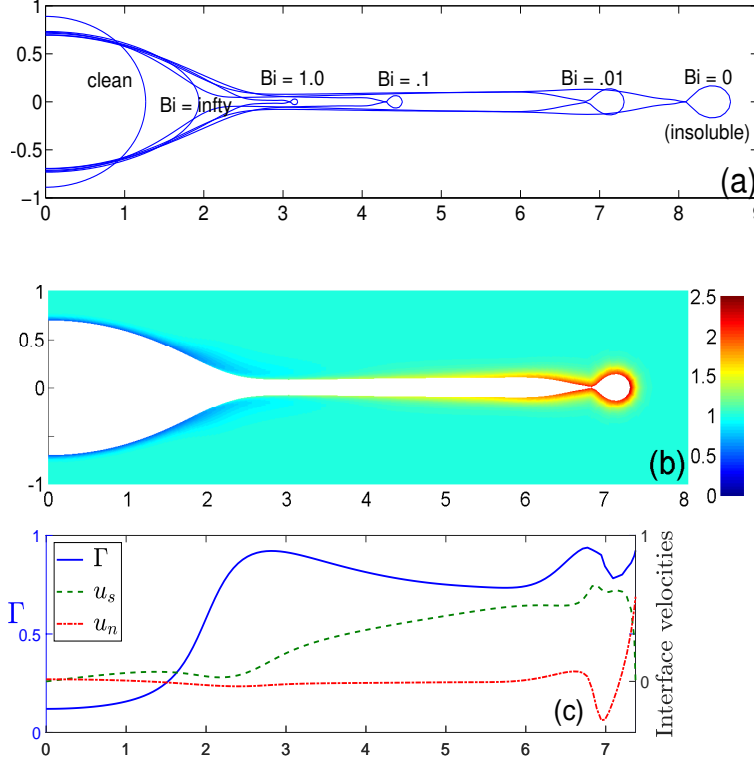 1
0.5
0
-0.5
−1
clean
Bi = infty
Bi = 1.0
Bi = .1
Bi = .01
Bi = 0
(insoluble)
(a)
0 1 2 3 4 5 6 7 8 9
1
0.5
0
-1
(b)
0 1 2 3 4 5 6 7 8
2.5
2
1.5
1
0.5
0
1
0.5
0
Γ
Γ
u_s
u_n
(c)
1
0
Interface velocities
0 1 2 3 4 5 6 7